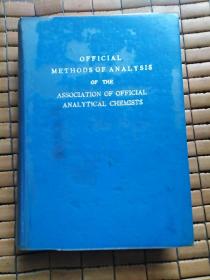 OFFICIAL
METHODS OF ANALYSIS
OF THE
ASSOCIATION OF OFFICIAL
ANALYTICAL CHEMISTS